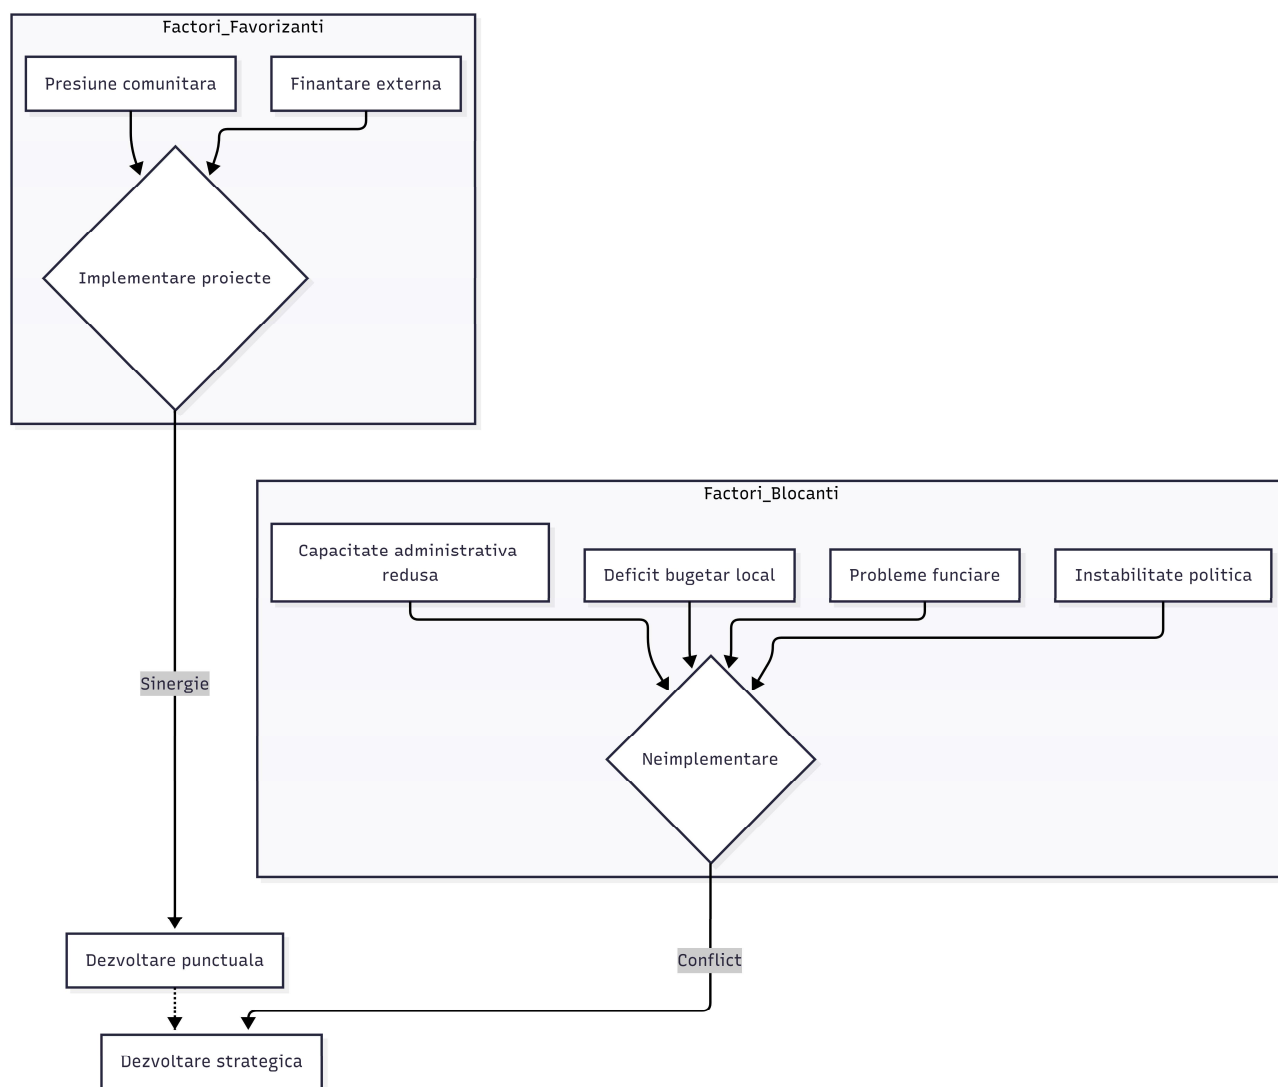 Factori_Favorizanti
Presiune comunitara
Finantare externa
Implementare proiecte
Factori_Blocanti
Capacitate administrativa
redusa
Deficit bugetar local
Probleme funciare
Instabilitate politica
Sinergie
Neimplementare
Dezvoltare punctuala
Conflict
Dezvoltare strategica